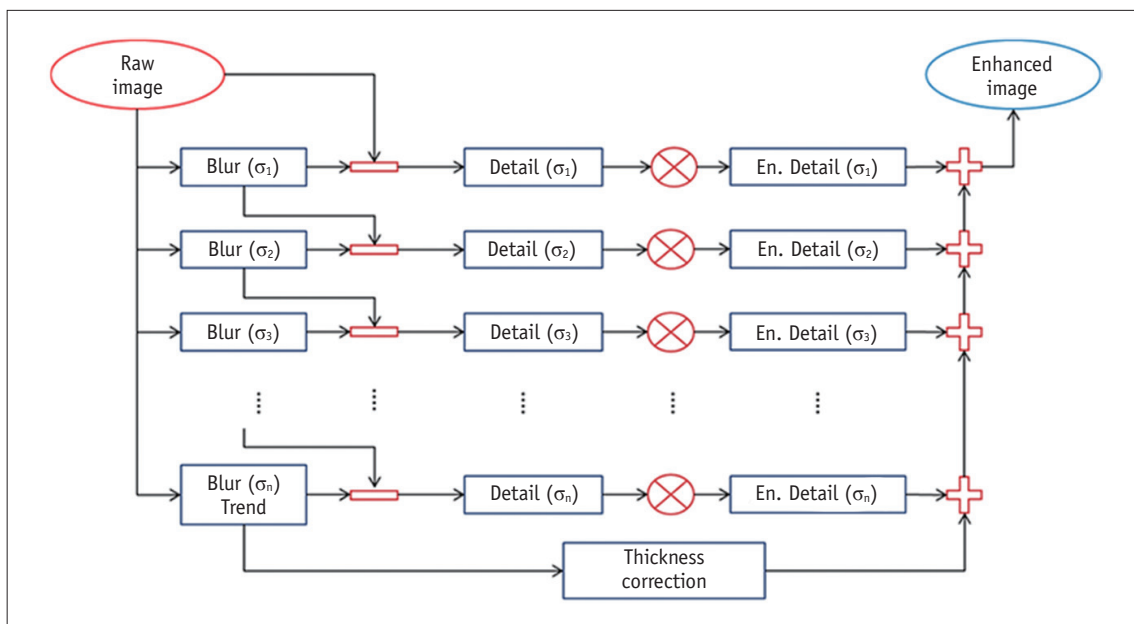 Raw
image
Enhanced
image
Blur (σ₁)
Detail (σ₁)
En. Detail (σ₁)
Blur (σ₂)
Detail (σ₂)
En. Detail (σ₂)
Blur (σ₃)
Detail (σ₃)
En. Detail (σ₃)
Blur (σₙ)
Trend
Detail (σₙ)
En. Detail (σₙ)
Thickness
correction